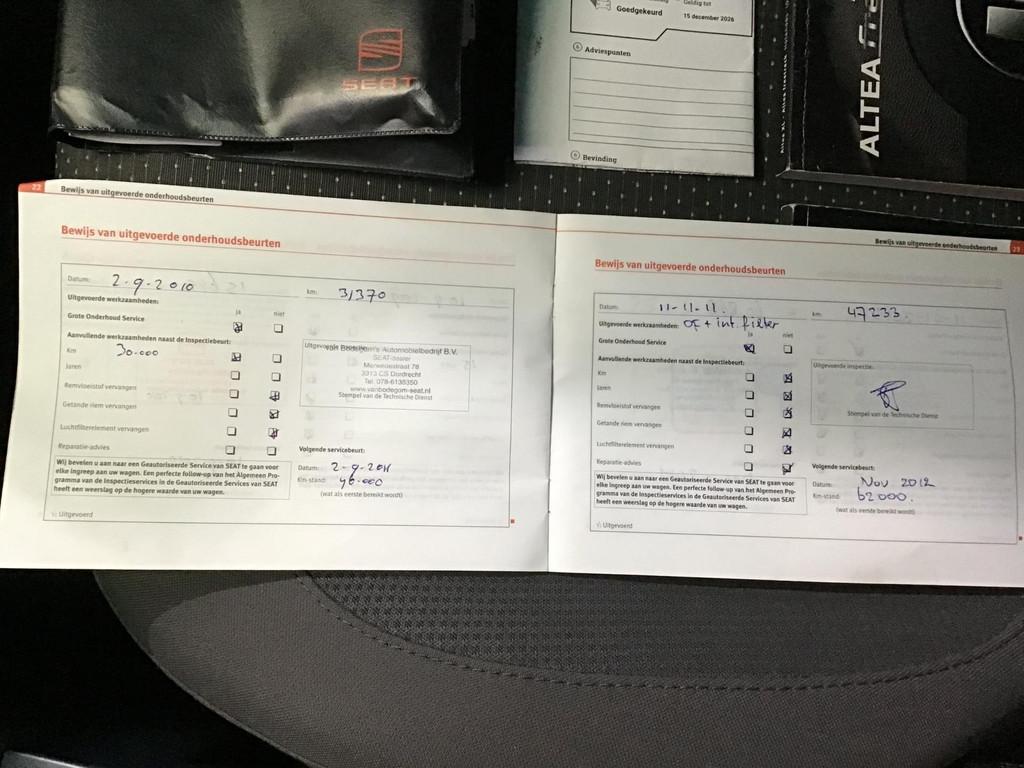 SEAT
Goedgekeurd
Geldig tot
15 december 2026
Adviespunten
Bevinding
ALTEA
22 Bewijs van uitgevoerde onderhoudsbeurten
Bewijs van uitgevoerde onderhoudsbeurten
Datum: 2-9-2010 km: 31370
Uitgevoerde werkzaamheden:
ja niet
Grote Onderhoud Service
Aanvullende werkzaamheden naast de Inspectiebeurt:
Km 30.000
Jaren
Remvloeistof vervangen
Getande riem vervangen
Luchtfilterelement vervangen
Reparatie-advies
Van Bodegom's Automobielbedrijf B.V.
SEAT-dealer
Merwedestraat 78
3313 CS Dordrecht
Tel. 078-6138350
www.vanbodegom-seat.nl
Stempel van de Technische Dienst
Volgende servicebeurt:
Datum: 2-9-2011
Km-stand: 46.000
(wat als eerste bereikt wordt)
Wij bevelen u aan naar een Geautoriseerde Service van SEAT te gaan voor
elke ingreep aan uw wagen. Een perfecte follow-up van het Algemeen Pro-
gramma van de Inspectieservices in de Geautoriseerde Services van SEAT
heeft een weerslag op de hogere waarde van uw wagen.
Uitgevoerd
Bewijs van uitgevoerde onderhoudsbeurten 23
Bewijs van uitgevoerde onderhoudsbeurten
Datum: 11-11-11. km: 47233
Uitgevoerde werkzaamheden: OF + int. filter
ja niet
Grote Onderhoud Service
Aanvullende werkzaamheden naast de Inspectiebeurt:
Km
Jaren
Remvloeistof vervangen
Getande riem vervangen
Luchtfilterelement vervangen
Reparatie-advies
Uitgevoerde inspectie:
Stempel van de Technische Dienst
Volgende servicebeurt:
Datum: Nov 2012
Km-stand: 62000.
(wat als eerste bereikt wordt)
Wij bevelen u aan naar een Geautoriseerde Service van SEAT te gaan voor
elke ingreep aan uw wagen. Een perfecte follow-up van het Algemeen Pro-
gramma van de Inspectieservices in de Geautoriseerde Services van SEAT
heeft een weerslag op de hogere waarde van uw wagen.
Uitgevoerd